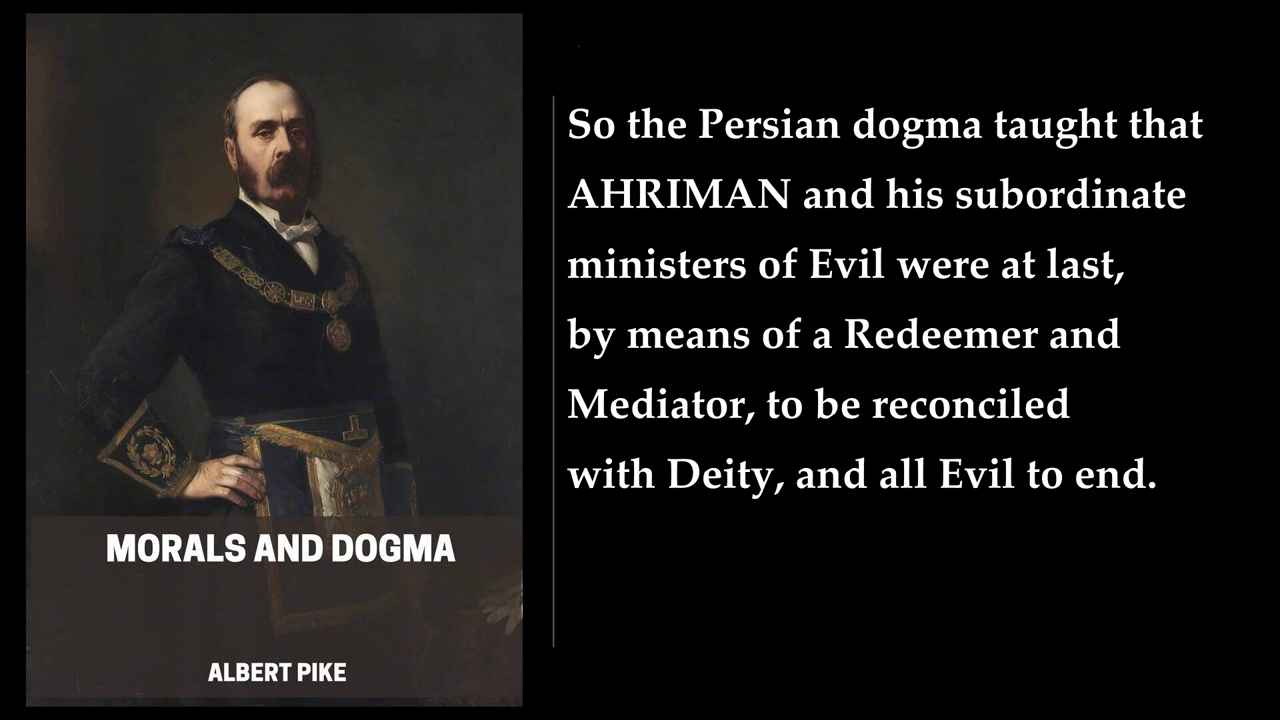 MORALS AND DOGMA
ALBERT PIKE
So the Persian dogma taught that
AHRIMAN and his subordinate
ministers of Evil were at last,
by means of a Redeemer and
Mediator, to be reconciled
with Deity, and all Evil to end.